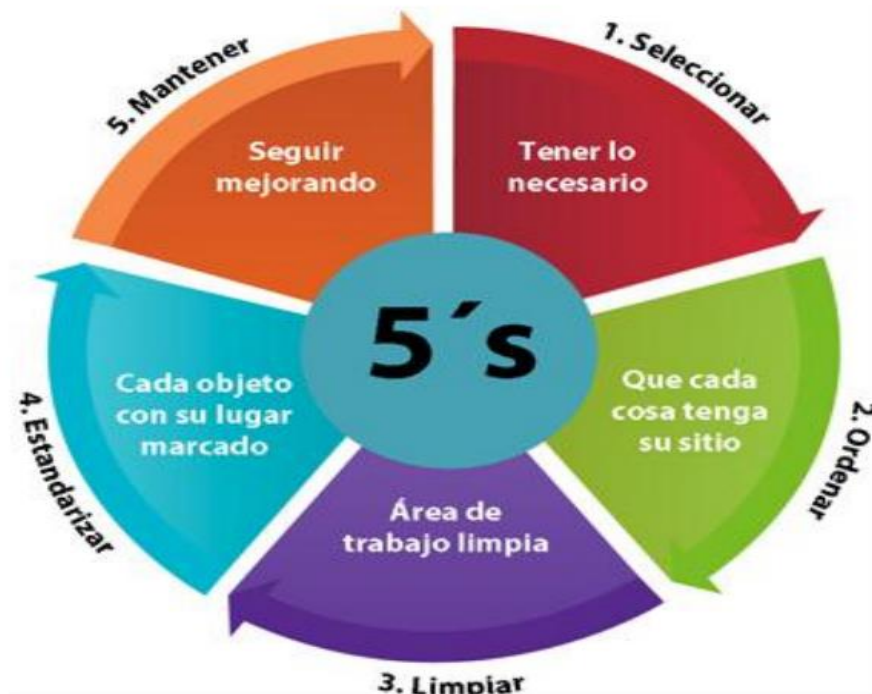 5´s
1. Seleccionar
Tener lo
necesario
2. Ordenar
Que cada
cosa tenga
su sitio
3. Limpiar
Área de
trabajo limpia
4. Estandarizar
Cada objeto
con su lugar
marcado
5. Mantener
Seguir
mejorando